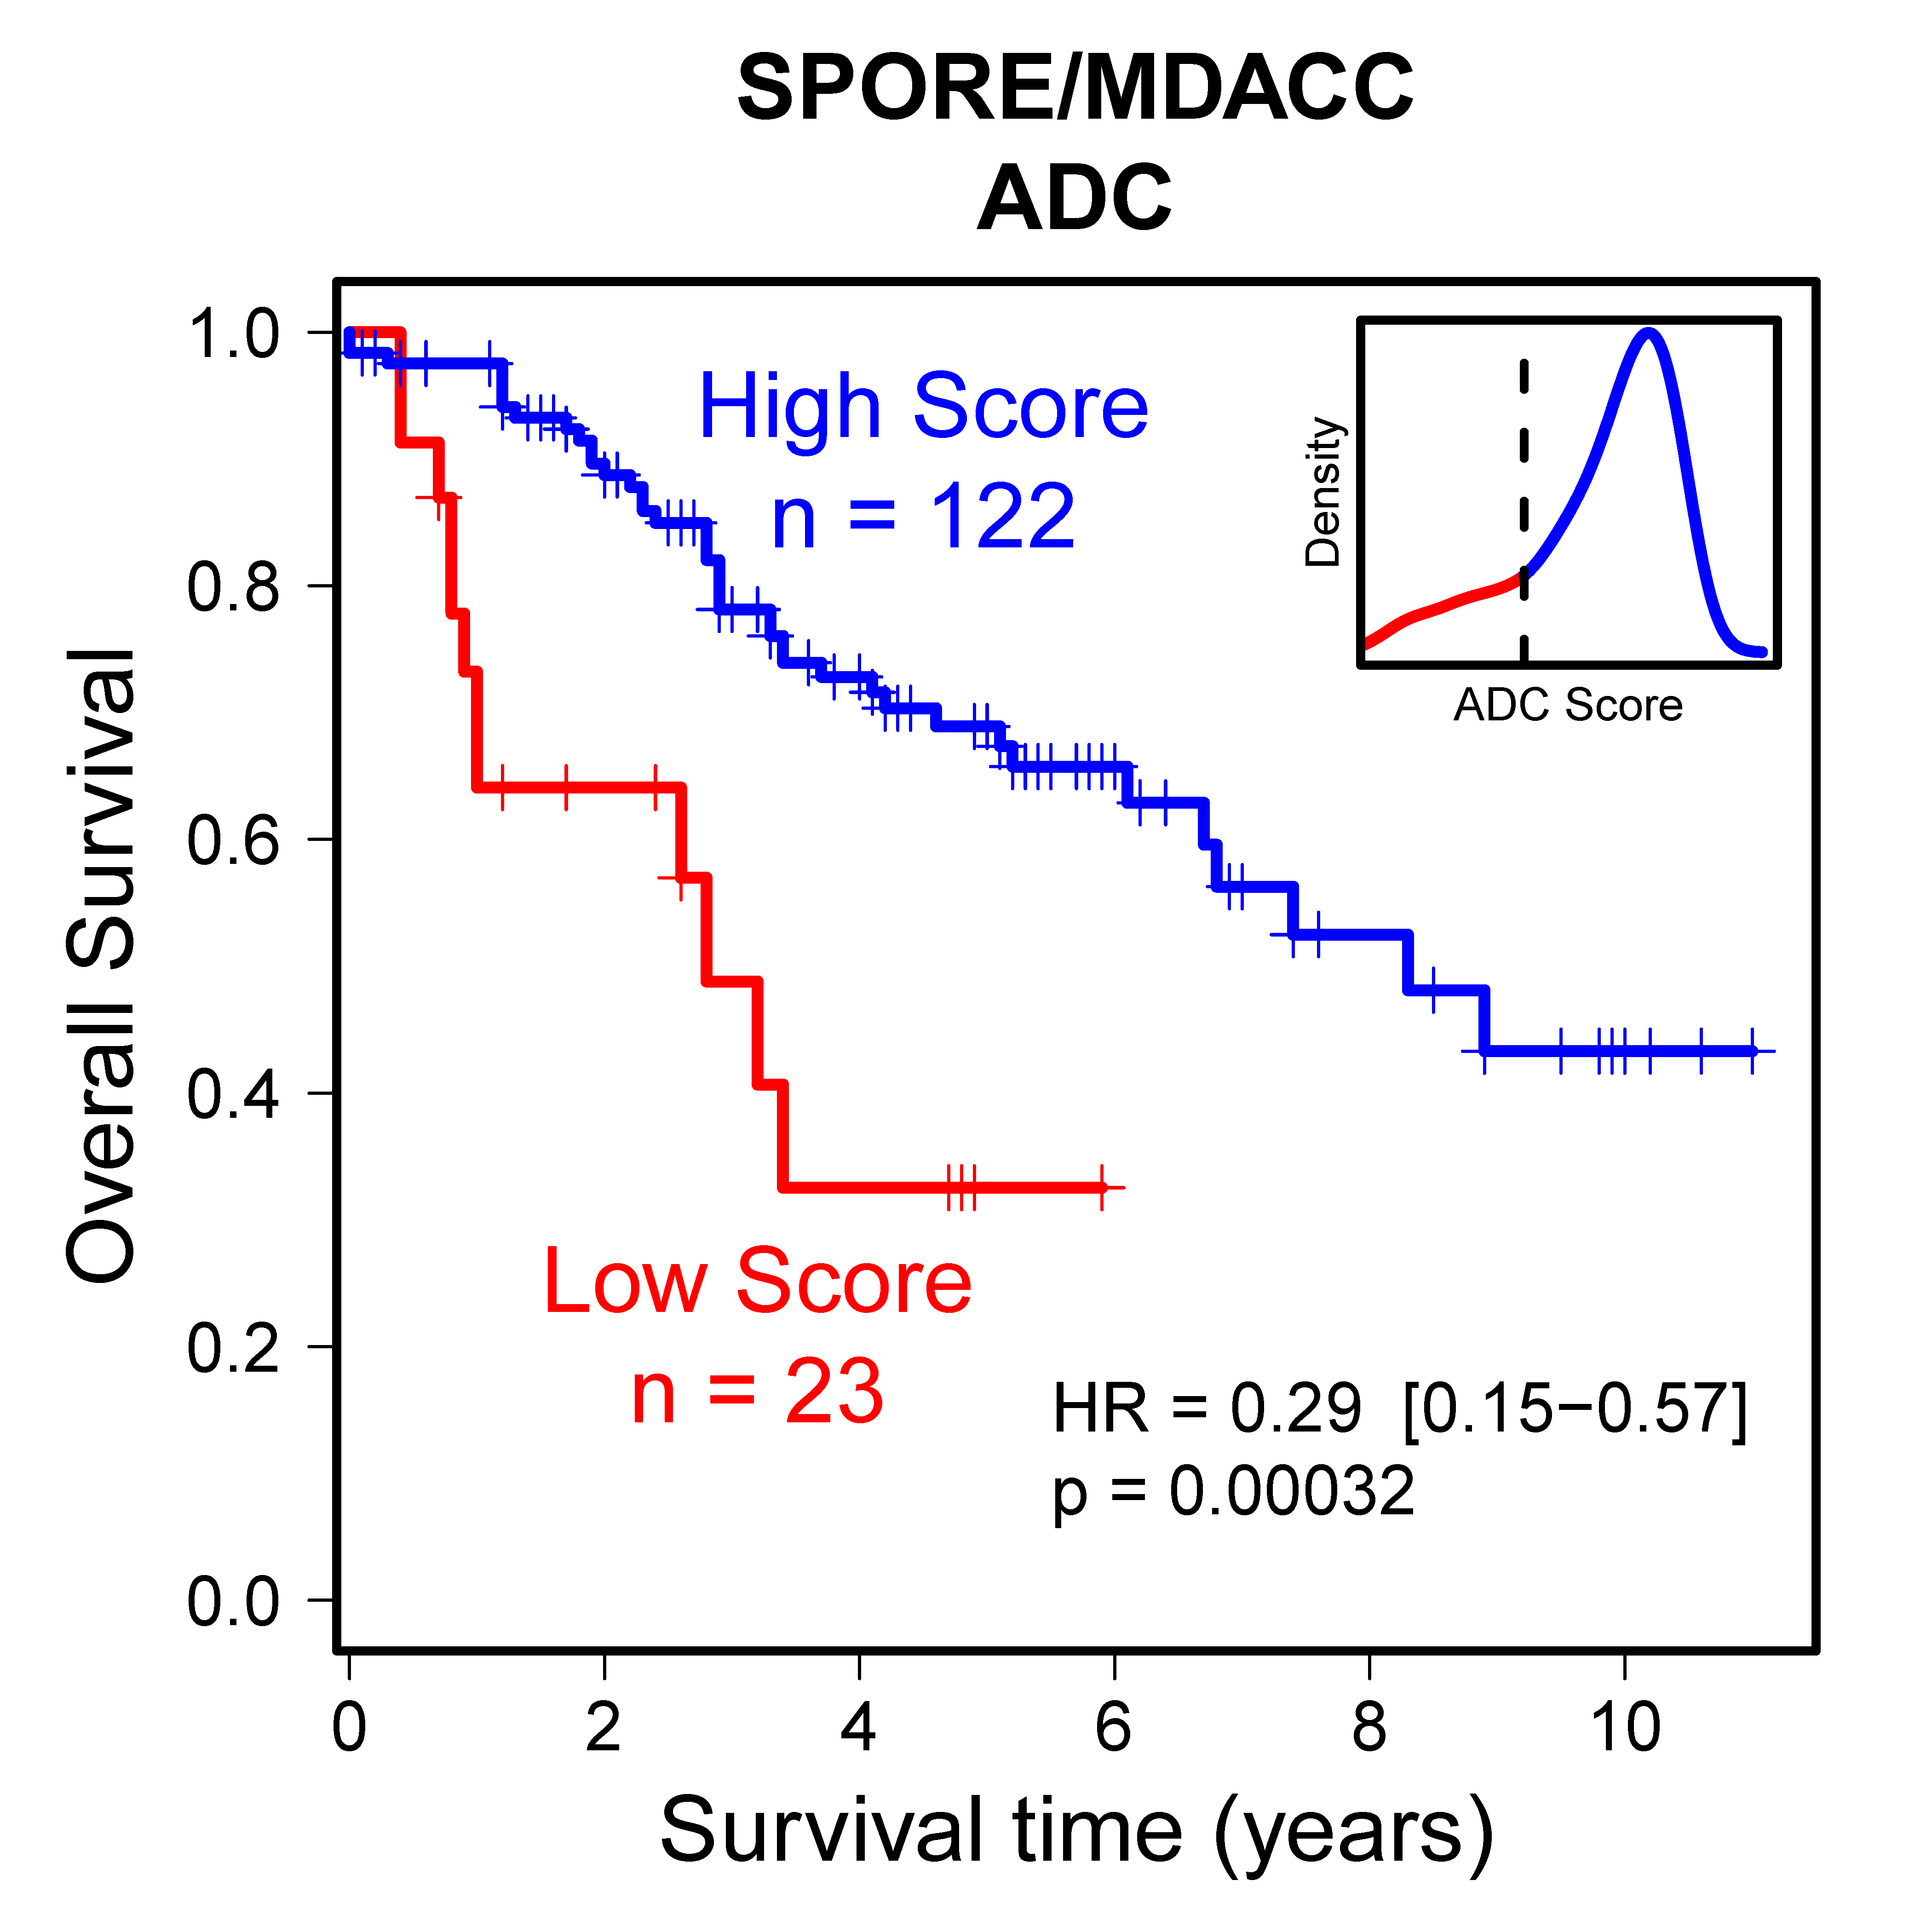 SPORE/MDACC
ADC
Overall Survival
1.0
0.8
0.6
0.4
0.2
0.0
High Score
n = 122
Density
ADC Score
Low Score
n = 23
HR = 0.29 [0.15−0.57]
p = 0.00032
0 2 4 6 8 10
Survival time (years)